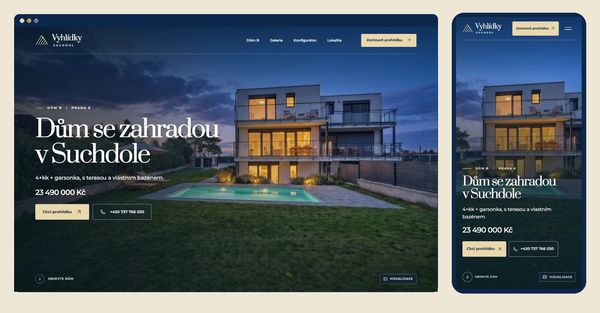 Vyhlídky
SUCHDOL
Dům B
Galerie
Konfigurátor
Lokalita
Domluvit prohlídku
DŮM B / PRAHA 6
Dům se zahradou
v Suchdole
4+kk + garsonka, s terasou a vlastním bazénem.
23 490 000 Kč
Chci prohlídku
+420 737 766 030
OBJEVTE DŮM
VIZUALIZACE
Vyhlídky
SUCHDOL
Domluvit prohlídku
DŮM B / PRAHA 6
Dům se zahradou
v Suchdole
4+kk + garsonka, s terasou a vlastním
bazénem.
23 490 000 Kč
Chci prohlídku
+420 737 766 030
OBJEVTE DŮM
VIZUALIZACE